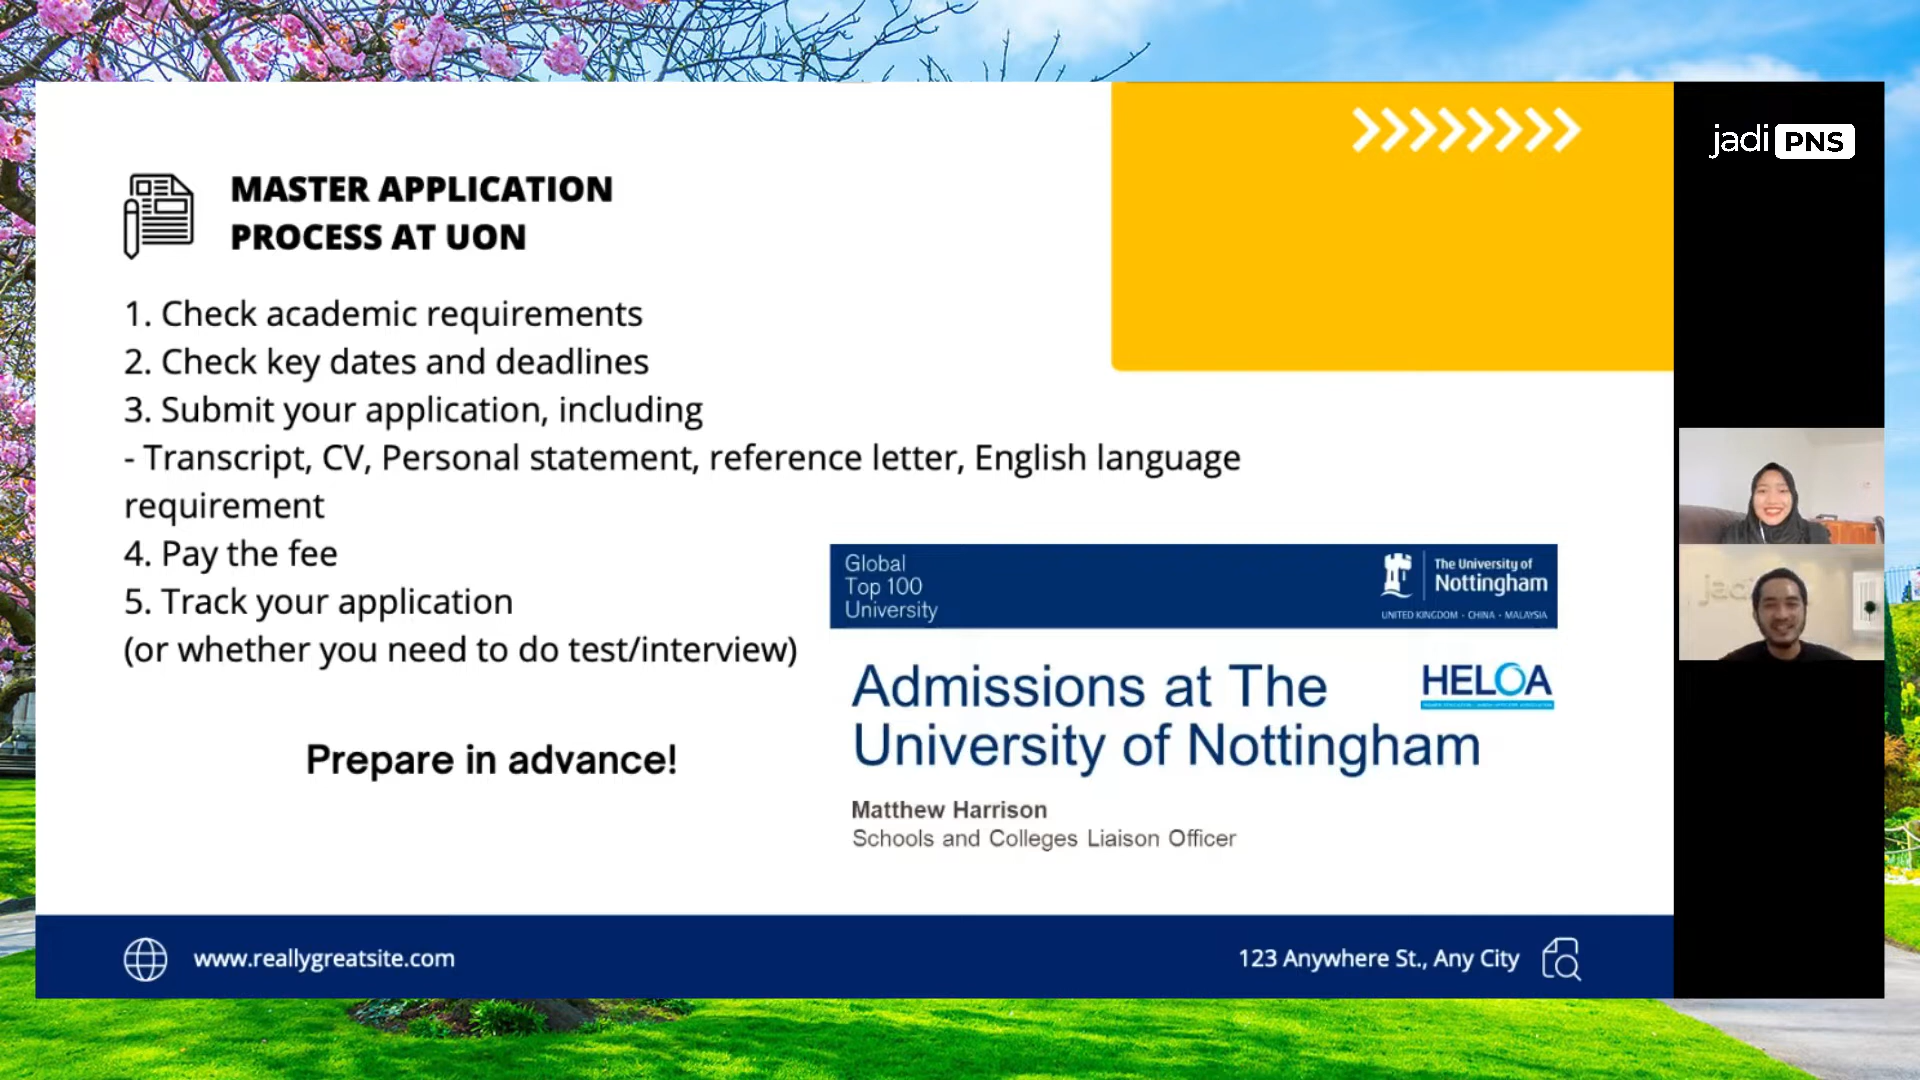 jadi PNS
MASTER APPLICATION
PROCESS AT UON
1. Check academic requirements
2. Check key dates and deadlines
3. Submit your application, including
- Transcript, CV, Personal statement, reference letter, English language
requirement
4. Pay the fee
5. Track your application
(or whether you need to do test/interview)
Prepare in advance!
Global
Top 100
University
The University of
Nottingham
UNITED KINGDOM · CHINA · MALAYSIA
Admissions at The
University of Nottingham
HELOA
Matthew Harrison
Schools and Colleges Liaison Officer
www.reallygreatsite.com
123 Anywhere St., Any City